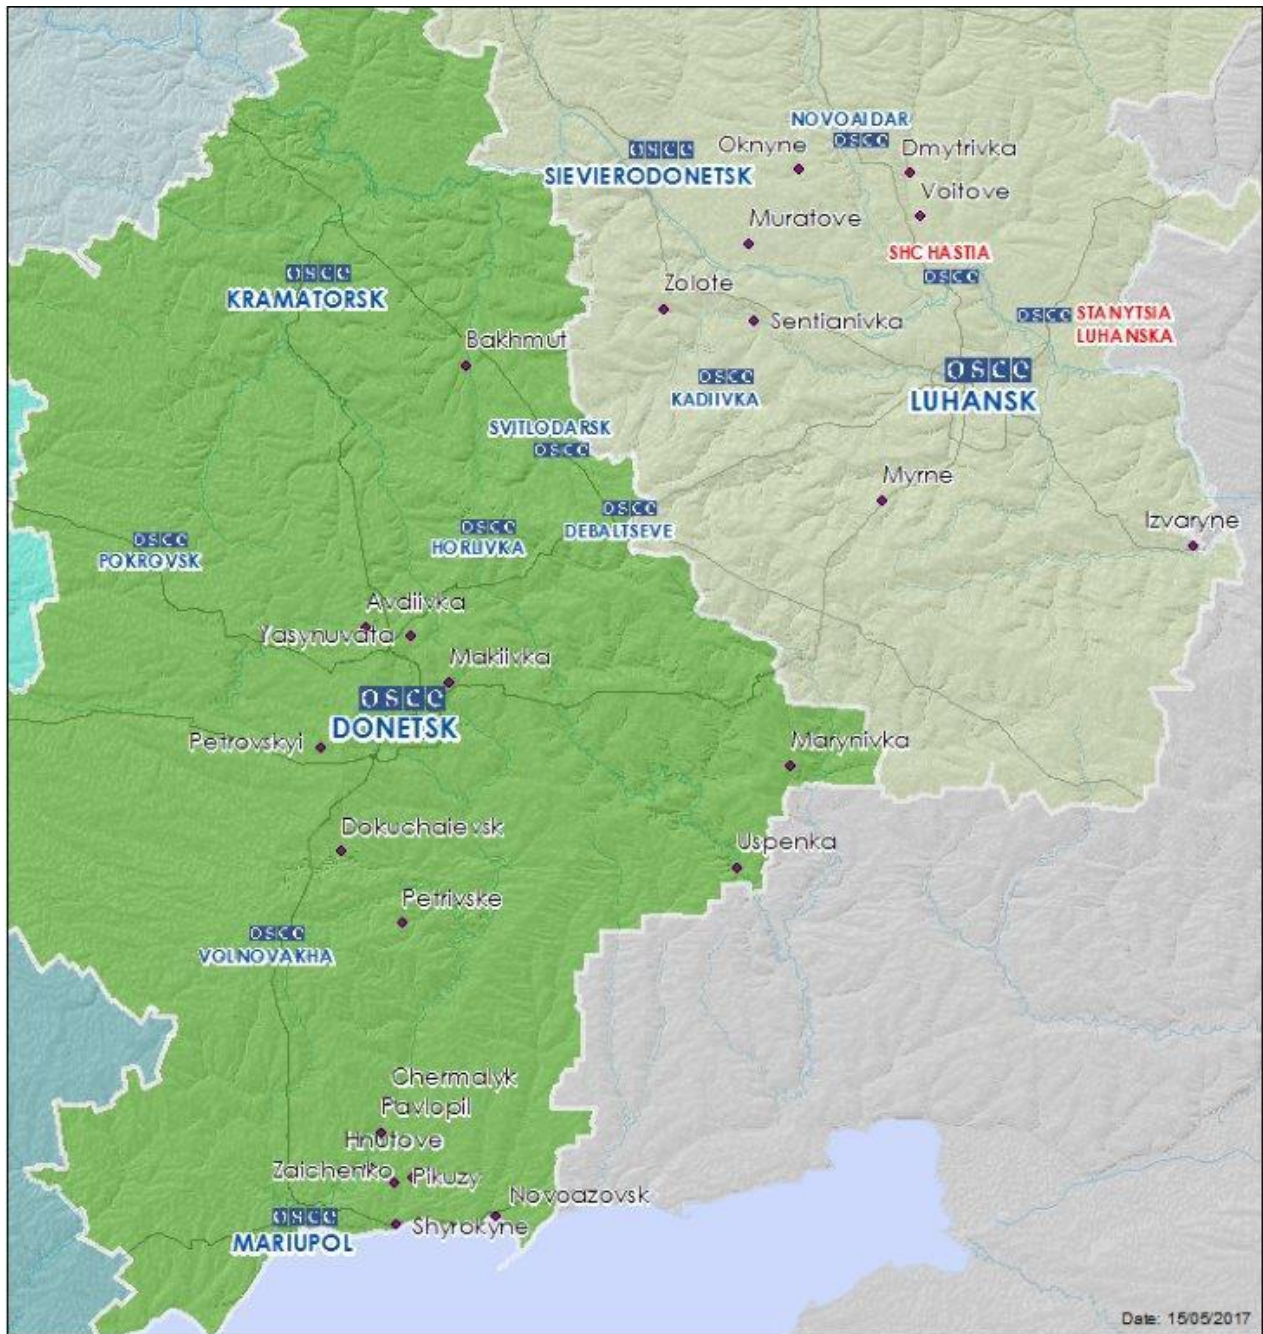 NOVOAIDAR
OSCE
OSCE
SIEVIERODONETSK
Oknyne
Dmytrivka
Voitove
Muratove
SHCHASTIA
OSCE
OSCE
KRAMATORSK
Zolote
Sentianivka
OSCE STANYTSIA
LUHANSKA
Bakhmut
OSCE
KADIIVKA
OSCE
LUHANSK
SVITLODARSK
OSCE
Myrne
OSCE
DEBALTSEVE
OSCE
HORLIVKA
OSCE
POKROVSK
Izvaryne
Avdiivka
Yasynuvata
Makiivka
OSCE
DONETSK
Petrovskyi
Marynivka
Dokuchaievsk
Uspenka
Petrivske
OSCE
VOLNOVAKHA
Chermalyk
Pavlopil
Hnutove
Zaichenko
Pikuzy
Novoazovsk
OSCE
MARIUPOL
Shyrokyne
Date: 15/05/2017